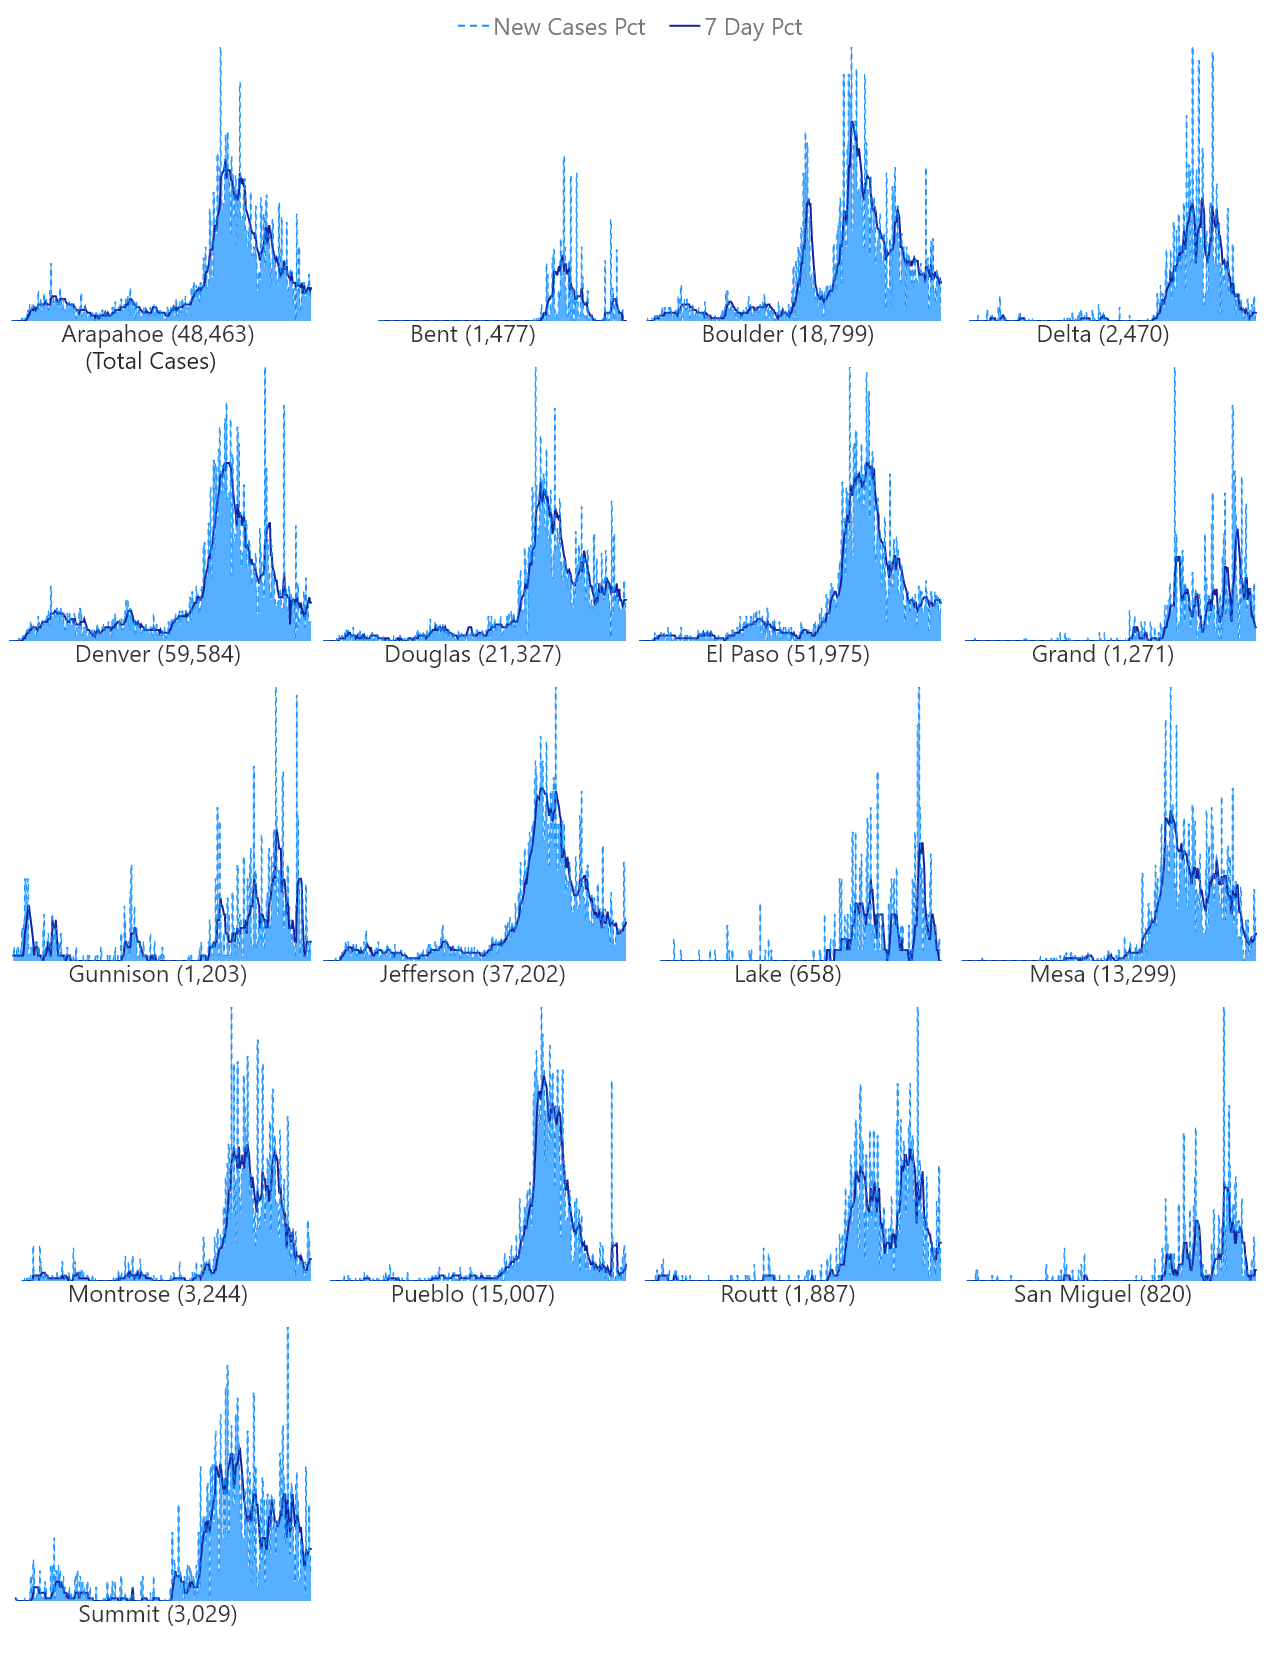 New Cases Pct 7 Day Pct
Arapahoe (48,463) Bent (1,477) Boulder (18,799) Delta (2,470)
(Total Cases)
Denver (59,584) Douglas (21,327) El Paso (51,975) Grand (1,271)
Gunnison (1,203) Jefferson (37,202) Lake (658) Mesa (13,299)
Montrose (3,244) Pueblo (15,007) Routt (1,887) San Miguel (820)
Summit (3,029)